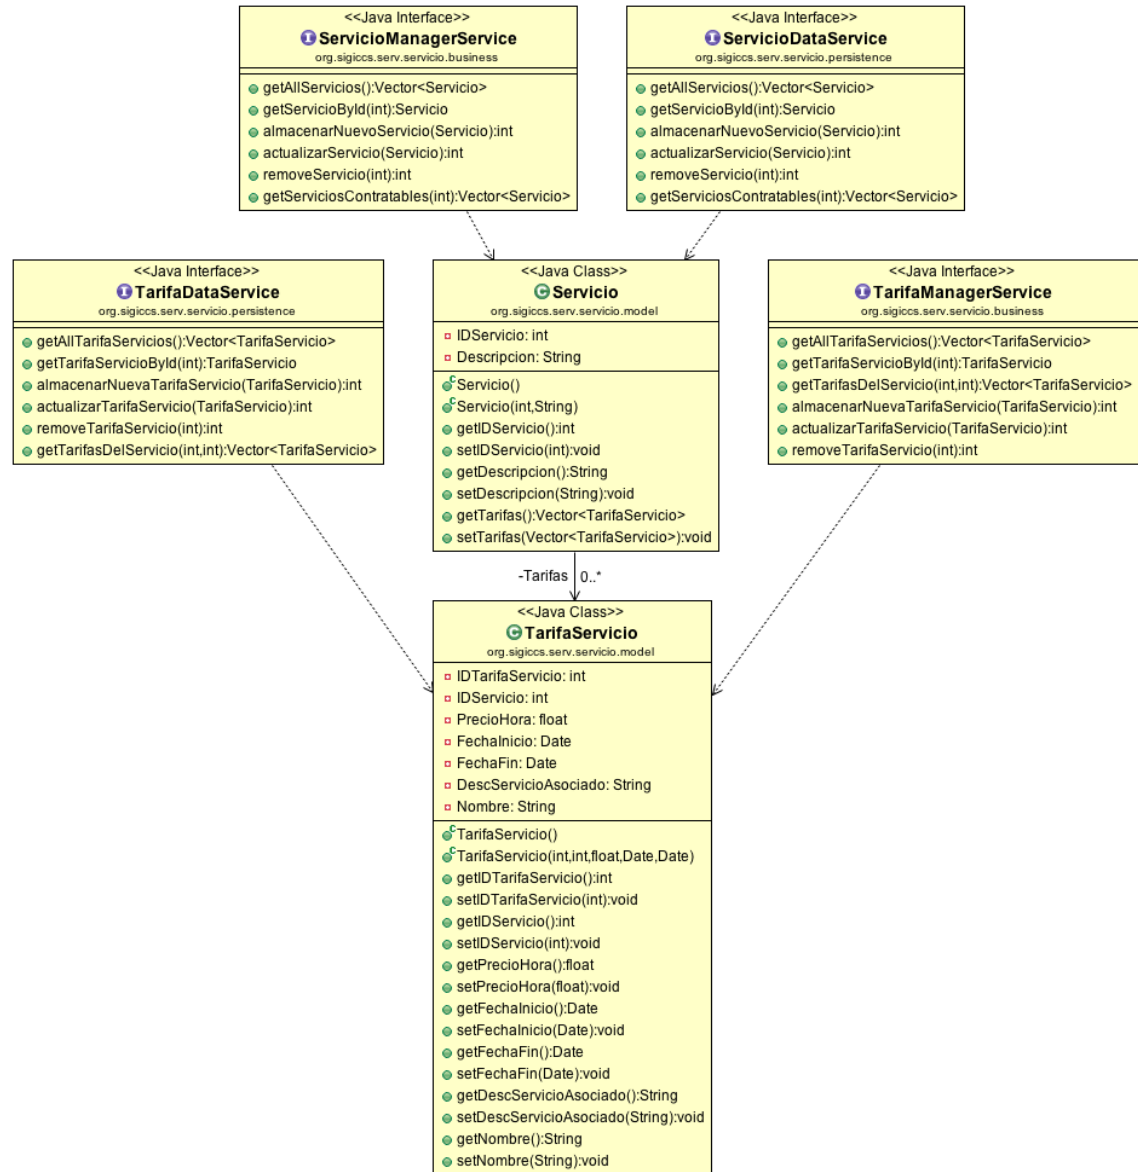 <<Java Interface>>
ServicioManagerService
org.sigiccs.serv.servicio.business
getAllServicios():Vector<Servicio>
getServicioById(int):Servicio
almacenarNuevoServicio(Servicio):int
actualizarServicio(Servicio):int
removeServicio(int):int
getServiciosContratables(int):Vector<Servicio>
<<Java Interface>>
ServicioDataService
org.sigiccs.serv.servicio.persistence
getAllServicios():Vector<Servicio>
getServicioById(int):Servicio
almacenarNuevoServicio(Servicio):int
actualizarServicio(Servicio):int
removeServicio(int):int
getServiciosContratables(int):Vector<Servicio>
<<Java Interface>>
TarifaDataService
org.sigiccs.serv.servicio.persistence
getAllTarifaServicios():Vector<TarifaServicio>
getTarifaServicioById(int):TarifaServicio
almacenarNuevaTarifaServicio(TarifaServicio):int
actualizarTarifaServicio(TarifaServicio):int
removeTarifaServicio(int):int
getTarifasDelServicio(int,int):Vector<TarifaServicio>
<<Java Class>>
Servicio
org.sigiccs.serv.servicio.model
IDServicio: int
Descripcion: String
Servicio()
Servicio(int,String)
getIDServicio():int
setIDServicio(int):void
getDescripcion():String
setDescripcion(String):void
getTarifas():Vector<TarifaServicio>
setTarifas(Vector<TarifaServicio>):void
<<Java Interface>>
TarifaManagerService
org.sigiccs.serv.servicio.business
getAllTarifaServicios():Vector<TarifaServicio>
getTarifaServicioById(int):TarifaServicio
getTarifasDelServicio(int,int):Vector<TarifaServicio>
almacenarNuevaTarifaServicio(TarifaServicio):int
actualizarTarifaServicio(TarifaServicio):int
removeTarifaServicio(int):int
-Tarifas 0..*
<<Java Class>>
TarifaServicio
org.sigiccs.serv.servicio.model
IDTarifaServicio: int
IDServicio: int
PrecioHora: float
FechaInicio: Date
FechaFin: Date
DescServicioAsociado: String
Nombre: String
TarifaServicio()
TarifaServicio(int,int,float,Date,Date)
getIDTarifaServicio():int
setIDTarifaServicio(int):void
getIDServicio():int
setIDServicio(int):void
getPrecioHora():float
setPrecioHora(float):void
getFechaInicio():Date
setFechaInicio(Date):void
getFechaFin():Date
setFechaFin(Date):void
getDescServicioAsociado():String
setDescServicioAsociado(String):void
getNombre():String
setNombre(String):void